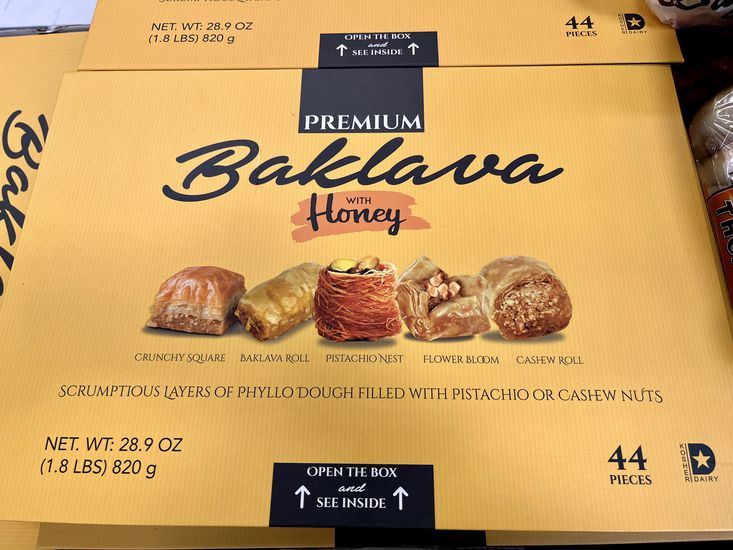 NET. WT: 28.9 OZ
(1.8 LBS) 820 g
OPEN THE BOX
and
SEE INSIDE
44
PIECES
DAIRY
Bakl
PREMIUM
Baklava
WITH
Honey
CRUNCHY SQUARE
BAKLAVA ROLL
PISTACHIO NEST
FLOWER BLOOM
CASHEW ROLL
SCRUMPTIOUS LAYERS OF PHYLLO DOUGH FILLED WITH PISTACHIO OR CASHEW NUTS
NET. WT: 28.9 OZ
(1.8 LBS) 820 g
OPEN THE BOX
and
SEE INSIDE
44
PIECES
KOSHER
D
DAIRY